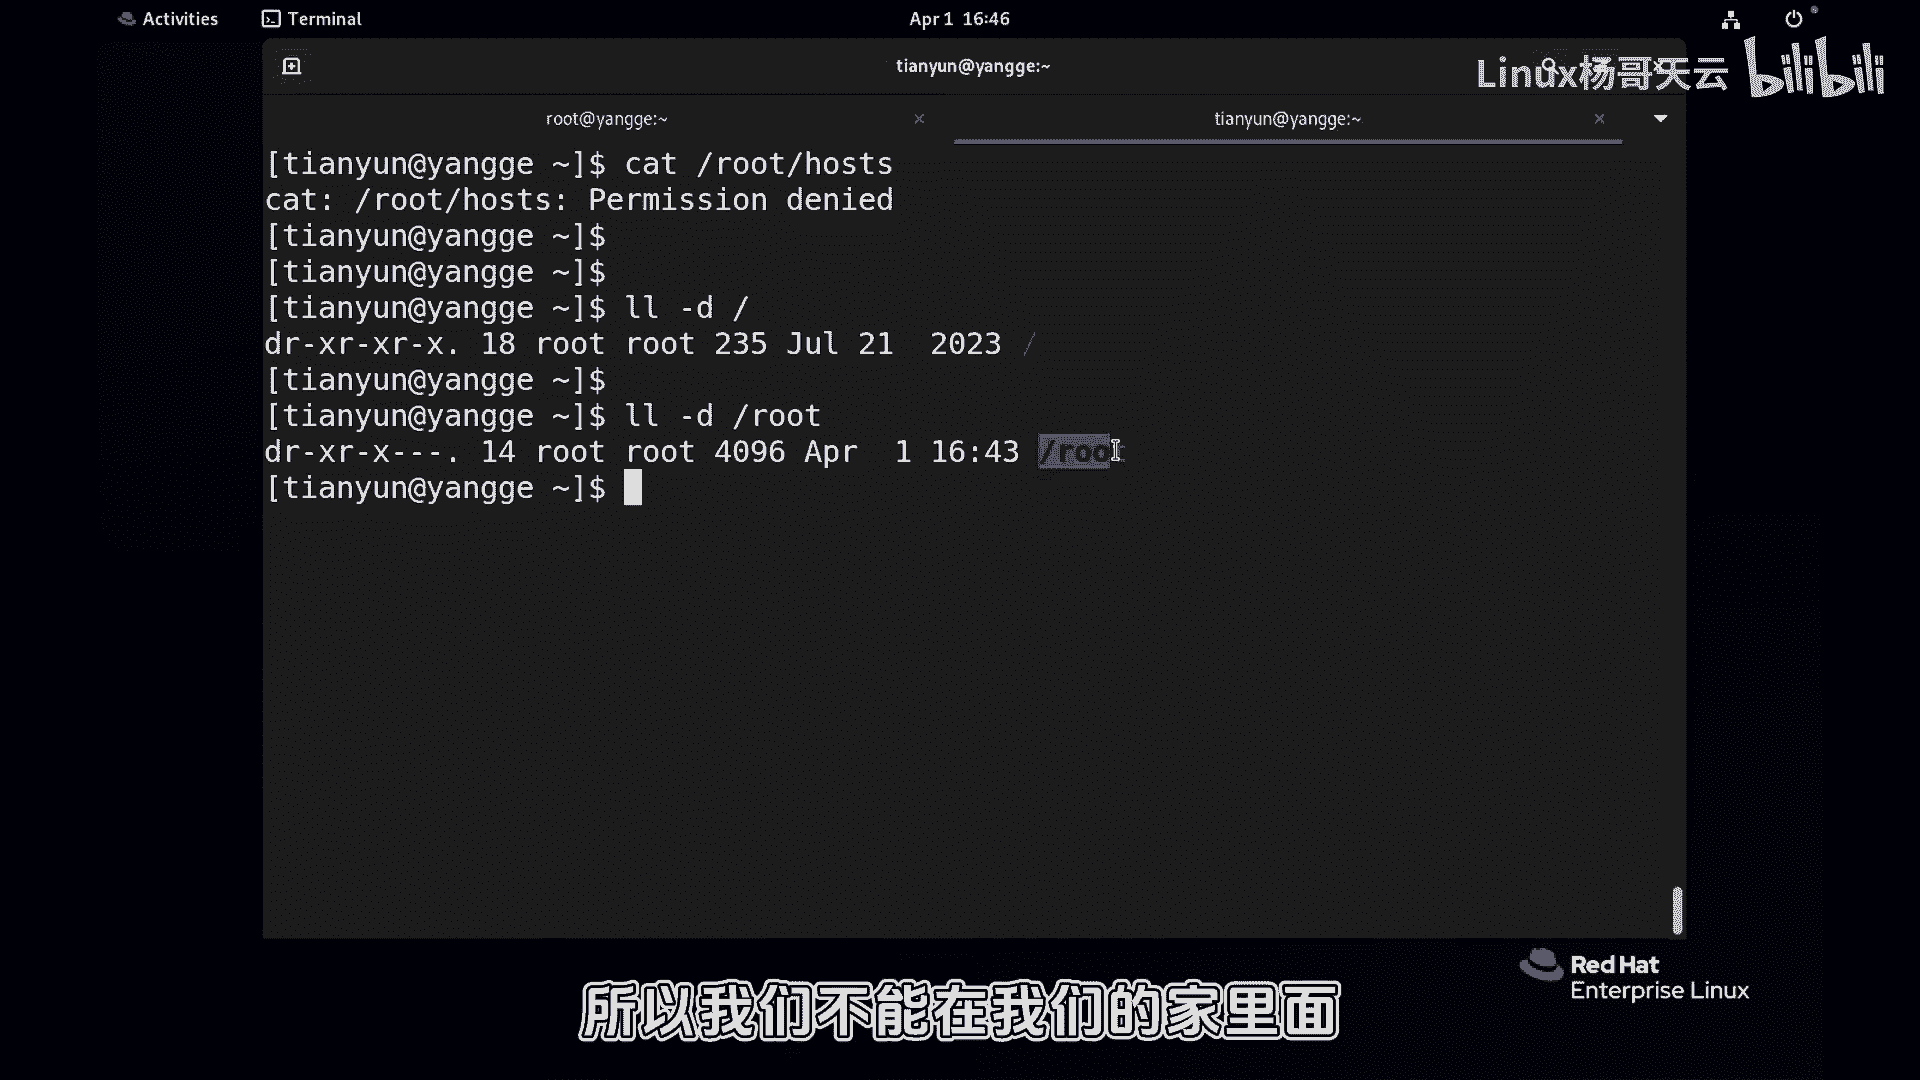 Activities
Terminal
Apr 1 16:46
tianyun@yangge:~
Linux杨哥天云 bilibili
root@yangge:~
tianyun@yangge:~
[tianyun@yangge ~]$ cat /root/hosts
cat: /root/hosts: Permission denied
[tianyun@yangge ~]$
[tianyun@yangge ~]$
[tianyun@yangge ~]$ ll -d /
dr-xr-xr-x. 18 root root 235 Jul 21  2023 /
[tianyun@yangge ~]$
[tianyun@yangge ~]$ ll -d /root
dr-xr-x---. 14 root root 4096 Apr  1 16:43 /root
[tianyun@yangge ~]$
Red Hat
Enterprise Linux
所以我们不能在我们的家里面